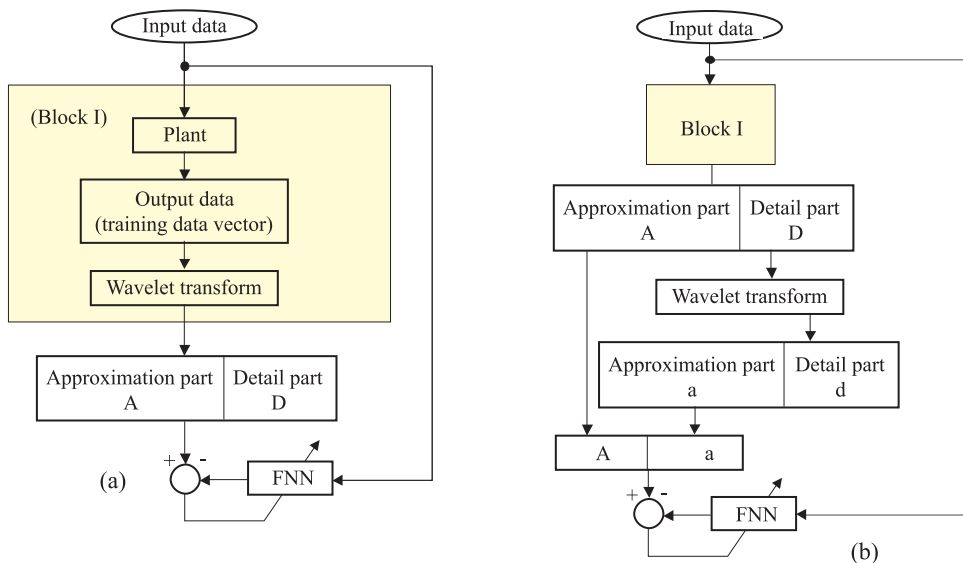 Input data
(Block I)
Plant
Output data
(training data vector)
Wavelet transform
Approximation part
A
Detail part
D
+ -
FNN
(a)
Input data
Block I
Approximation part
A
Detail part
D
Wavelet transform
Approximation part
a
Detail part
d
A
a
+ -
FNN
(b)